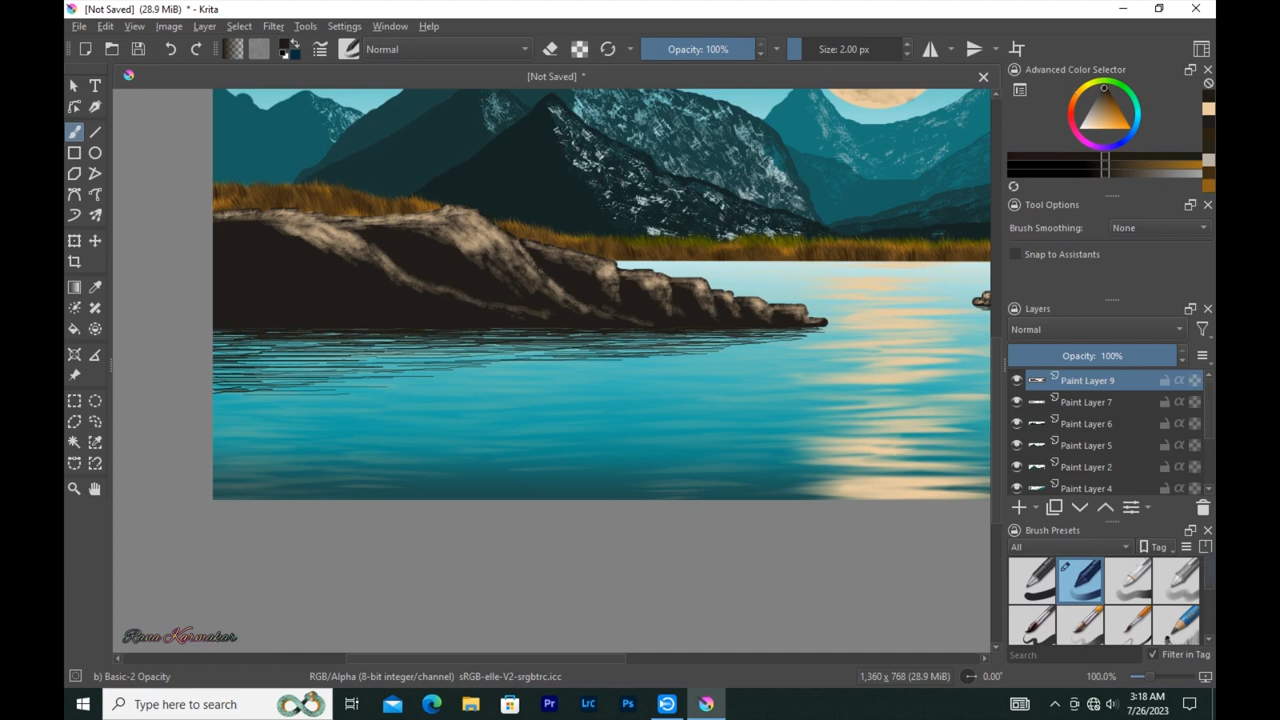 [Not Saved] (28.9 MiB) * - Krita
File Edit View Image Layer Select Filter Tools Settings Window Help
Normal
Opacity: 100%
Size: 2.00 px
[Not Saved] *
Advanced Color Selector
Tool Options
Brush Smoothing: None
Snap to Assistants
Layers
Normal
Opacity: 100%
Paint Layer 9
Paint Layer 7
Paint Layer 6
Paint Layer 5
Paint Layer 2
Paint Layer 4
Brush Presets
All
Tag
Search
Filter in Tag
Rana Karmakar
b) Basic-2 Opacity
RGB/Alpha (8-bit integer/channel) sRGB-elle-V2-srgbtrc.icc
1,360 x 768 (28.9 MiB)
0.00°
100.0%
Type here to search
Pr
Lrc
Ps
3:18 AM
7/26/2023